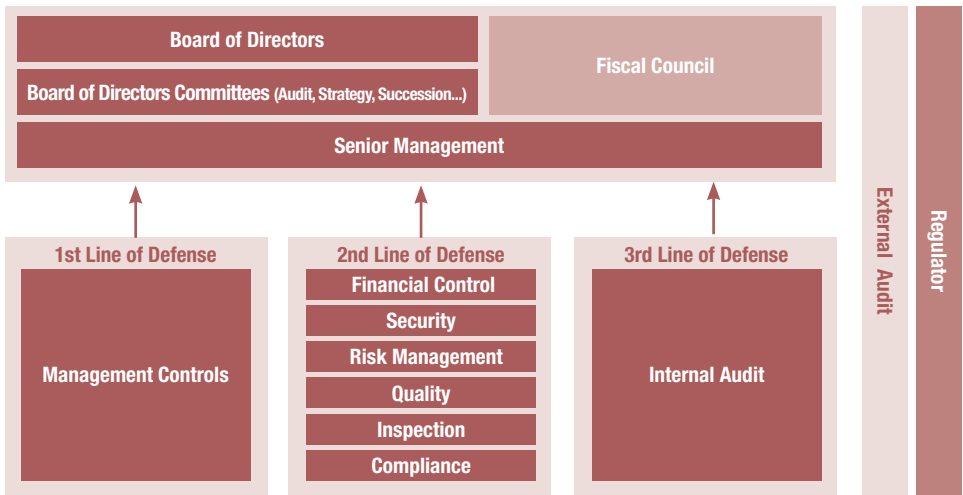 Board of Directors
Board of Directors Committees (Audit, Strategy, Succession...)
Fiscal Council
Senior Management
1st Line of Defense
Management Controls
2nd Line of Defense
Financial Control
Security
Risk Management
Quality
Inspection
Compliance
3rd Line of Defense
Internal Audit
External Audit
Regulator